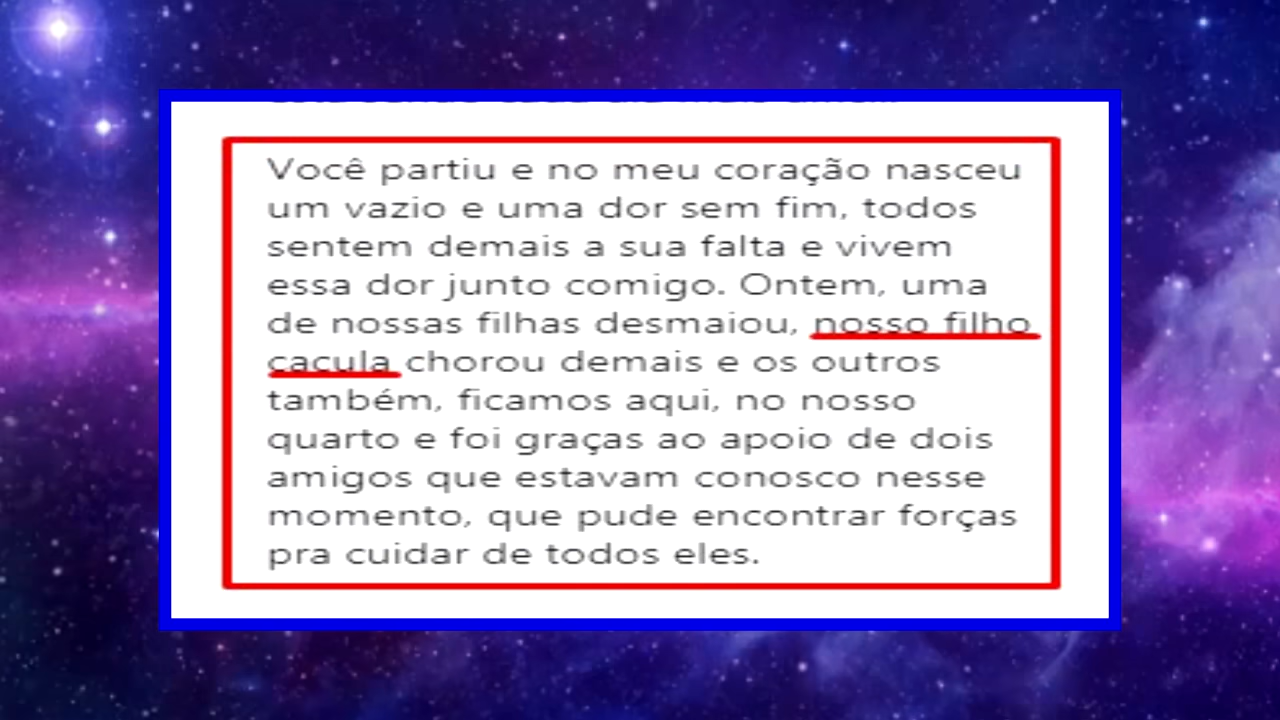 Você partiu e no meu coração nasceu
um vazio e uma dor sem fim, todos
sentem demais a sua falta e vivem
essa dor junto comigo. Ontem, uma
de nossas filhas desmaiou, nosso filho
caçula chorou demais e os outros
também, ficamos aqui, no nosso
quarto e foi graças ao apoio de dois
amigos que estavam conosco nesse
momento, que pude encontrar forças
pra cuidar de todos eles.